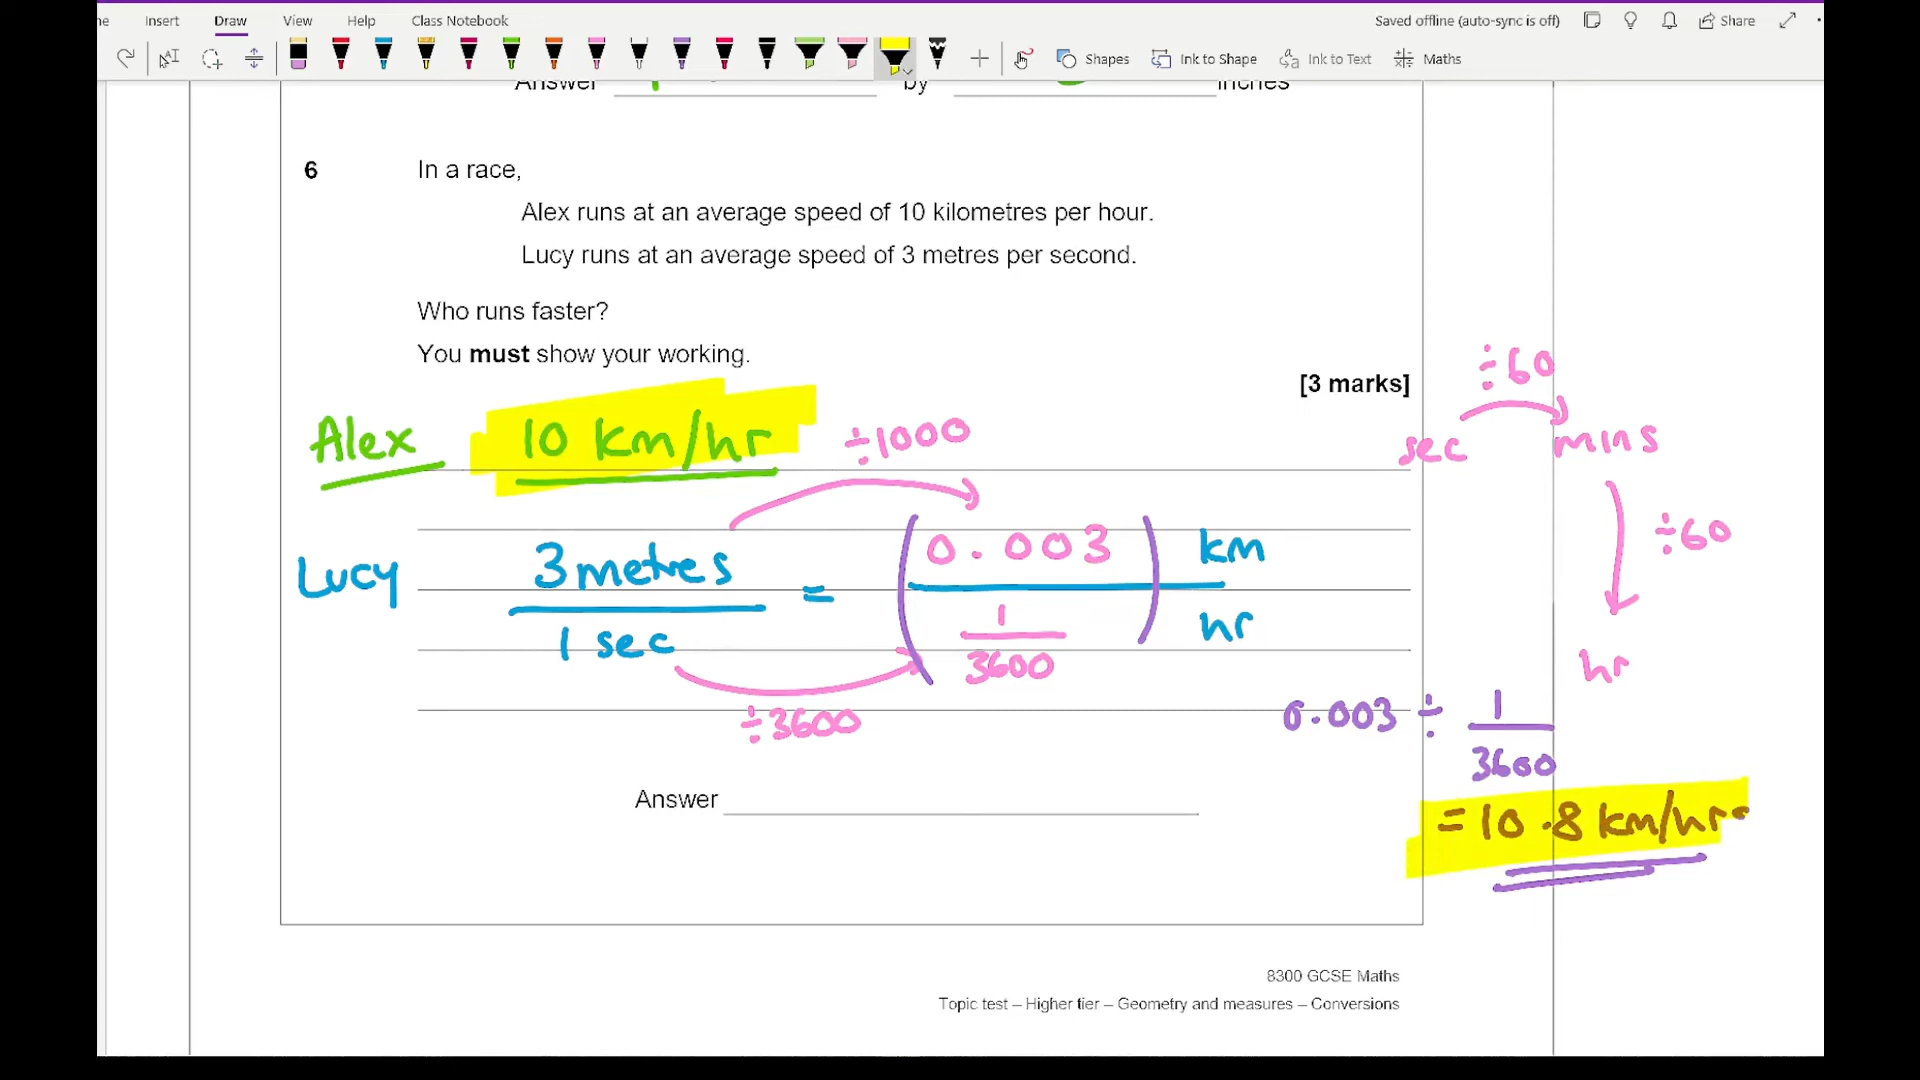 Insert Draw View Help Class Notebook Saved offline (auto-sync is off) Share
Shapes Ink to Shape Ink to Text Maths
Answer by inches
6 In a race,
Alex runs at an average speed of 10 kilometres per hour.
Lucy runs at an average speed of 3 metres per second.
Who runs faster?
You must show your working.
[3 marks]
÷60
Alex 10 km/hr ÷1000 sec mins
÷60
Lucy 3 metres = ( 0.003 ) km
1 sec 1/3600 hr
hr
÷3600
0.003 ÷ 1/3600
Answer
= 10.8 km/hr
8300 GCSE Maths
Topic test – Higher tier – Geometry and measures – Conversions